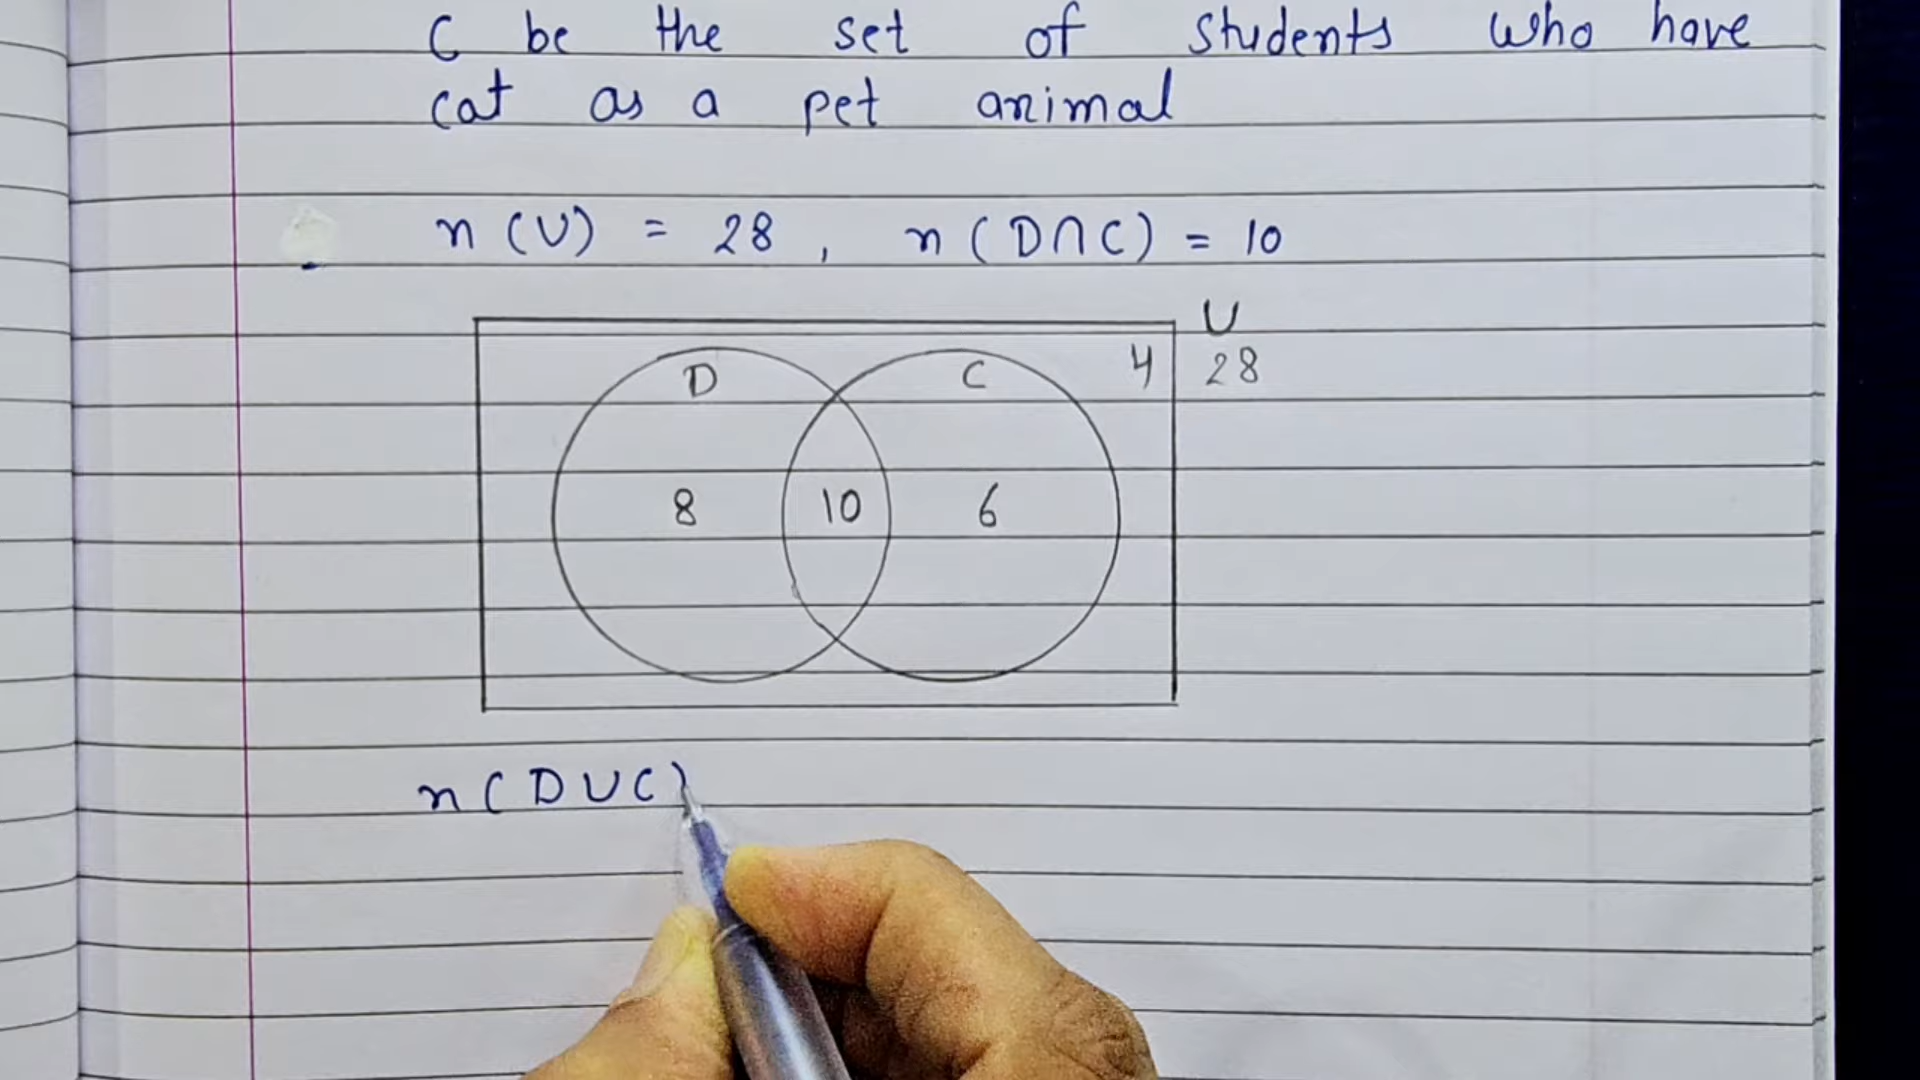 C be the set of students who have
cat as a pet animal
n (U) = 28 , n ( D∩C) = 10
U
D C 4 28
8 10 6
n ( D ∪ C)